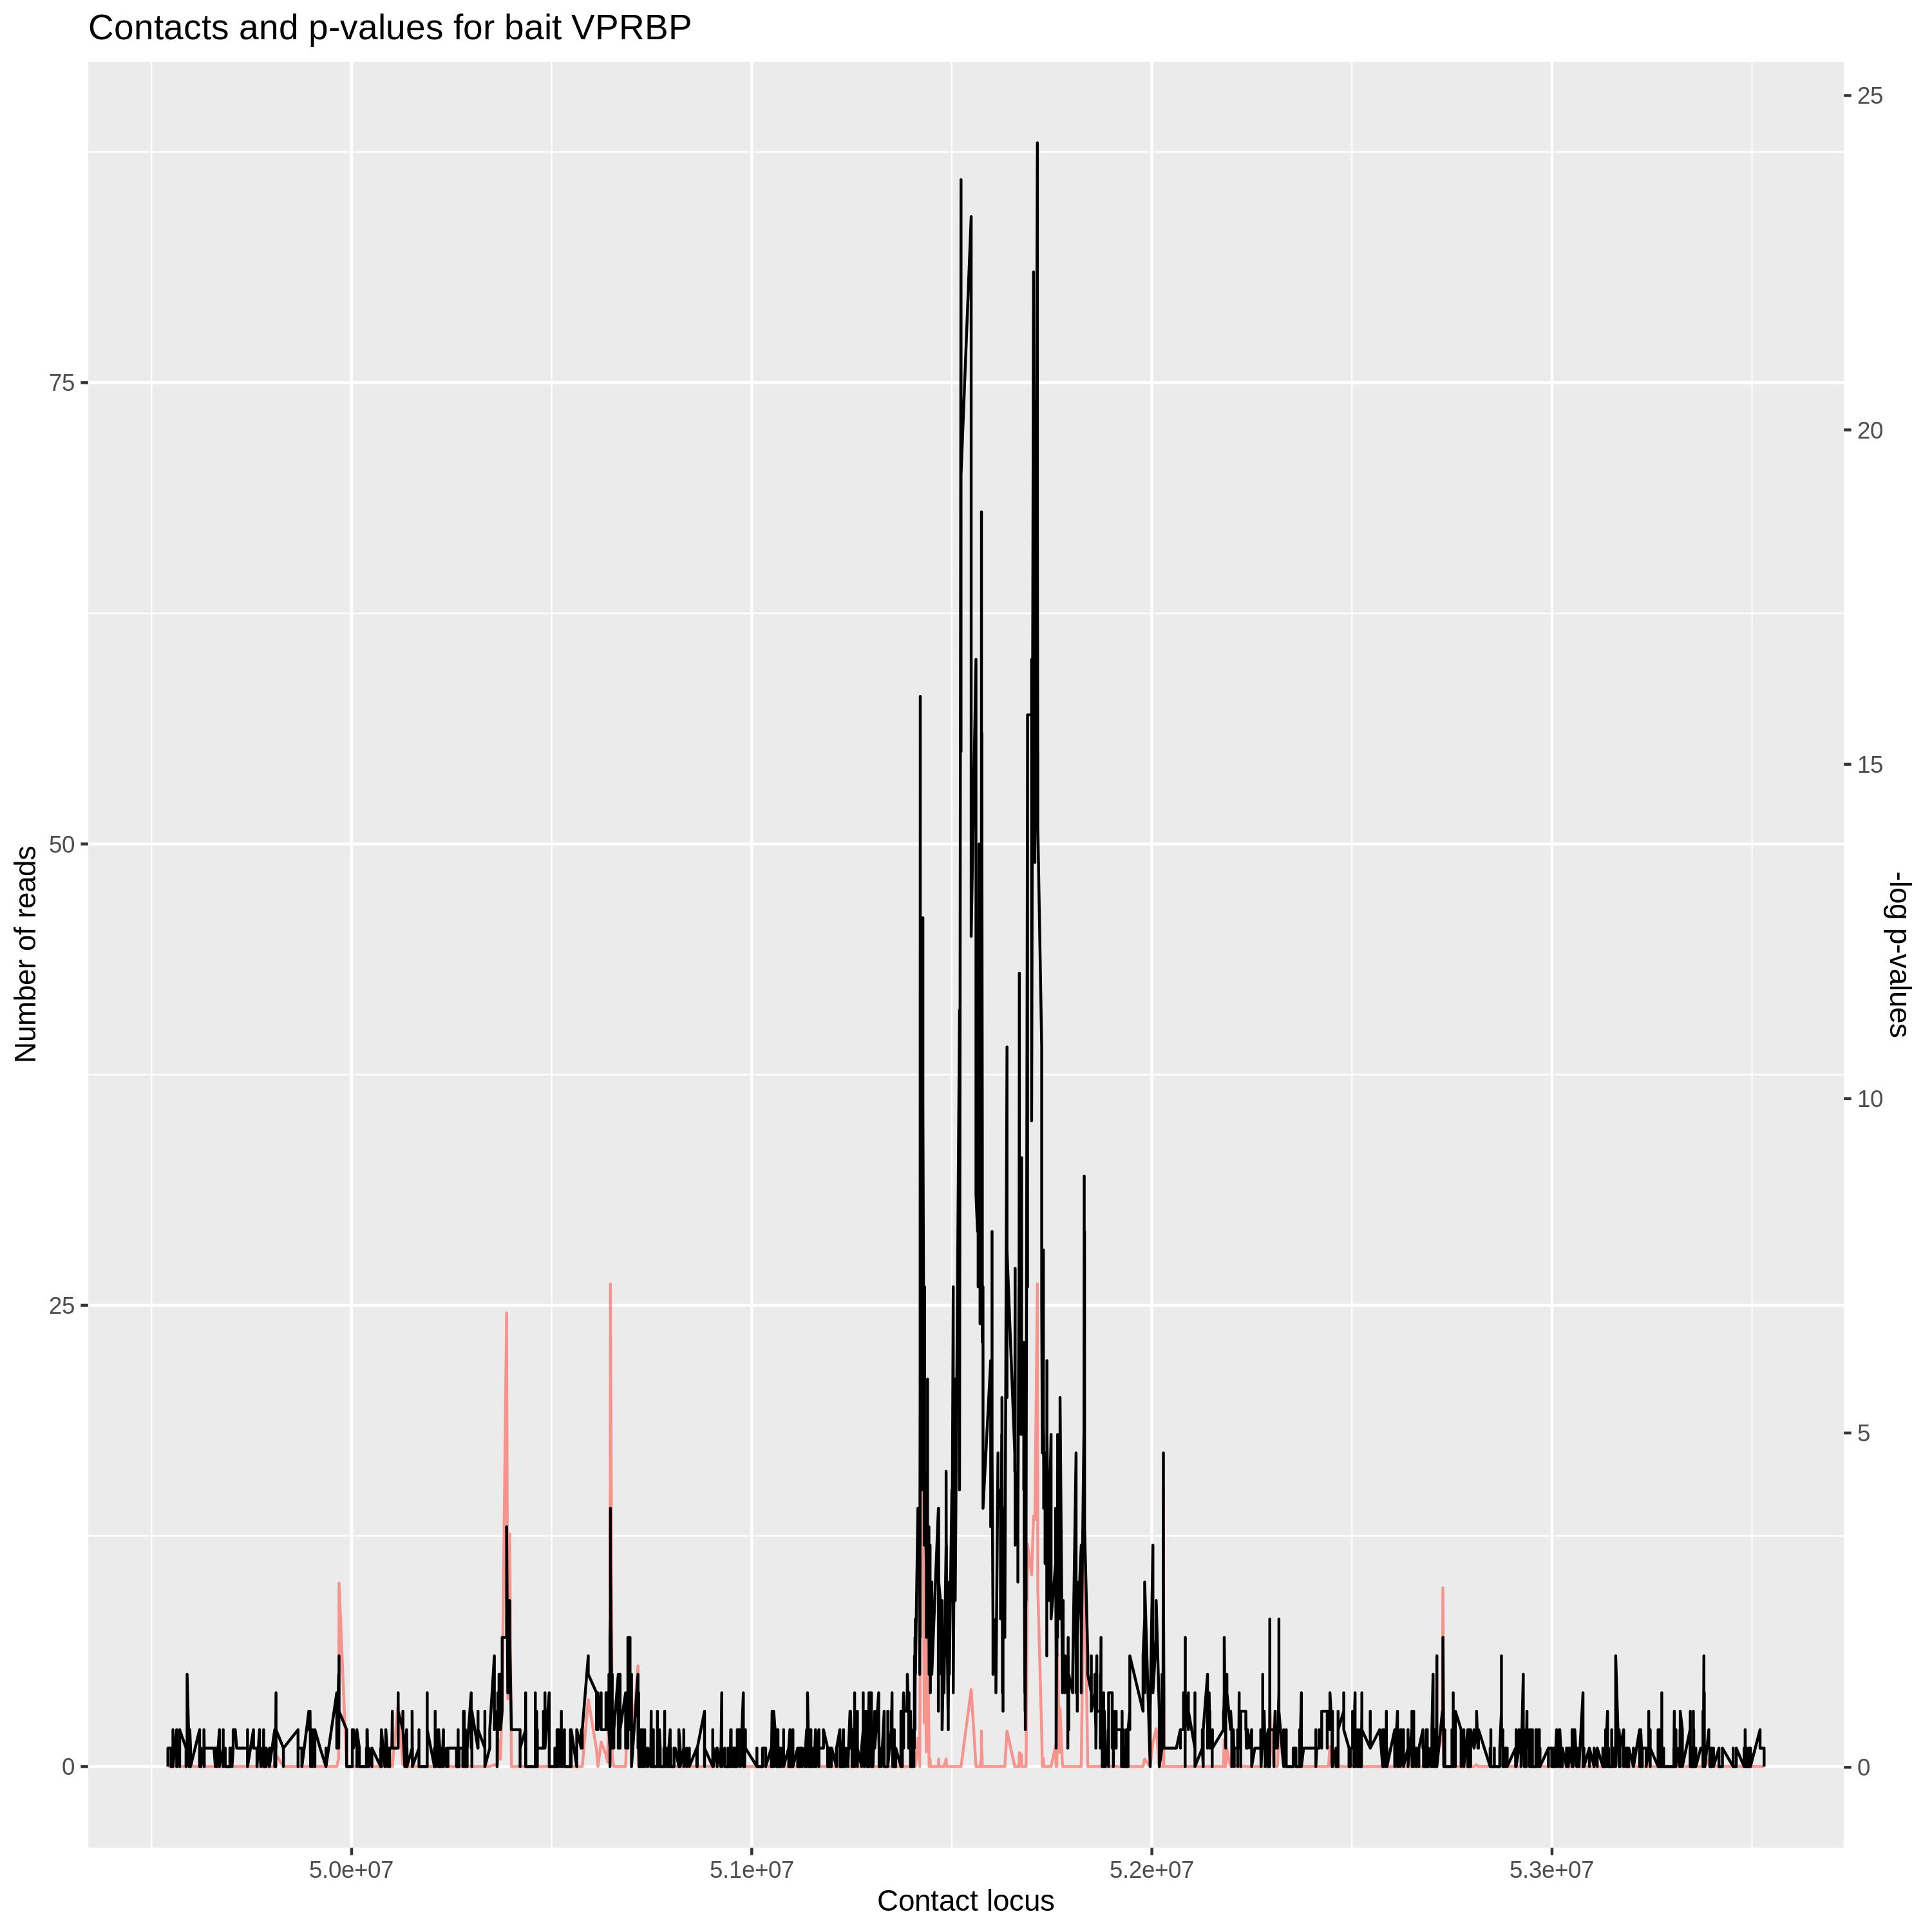 Contacts and p-values for bait VPRBP
75
50
25
0
Number of reads
25
20
15
10
5
0
-log p-values
5.0e+07
5.1e+07
5.2e+07
5.3e+07
Contact locus